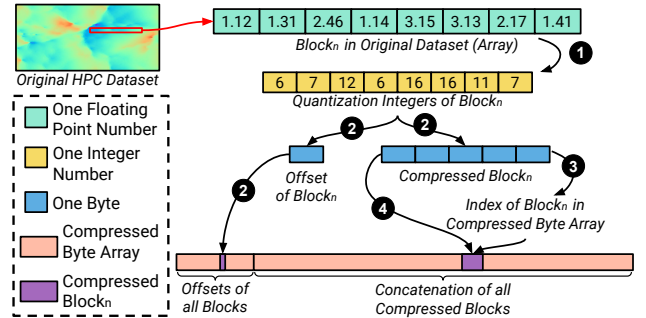 1.12 1.31 2.46 1.14 3.15 3.13 2.17 1.41
Original HPC Dataset
Blockn in Original Dataset (Array)
1
6 7 12 6 16 16 11 7
Quantization Integers of Blockn
One Floating
Point Number
One Integer
Number
One Byte
Compressed
Byte Array
Compressed
Blockn
2 2
Offset
of Blockn
Compressed Blockn
3
2
4
Index of Blockn in
Compressed Byte Array
Offsets of
all Blocks
Concatenation of all
Compressed Blocks